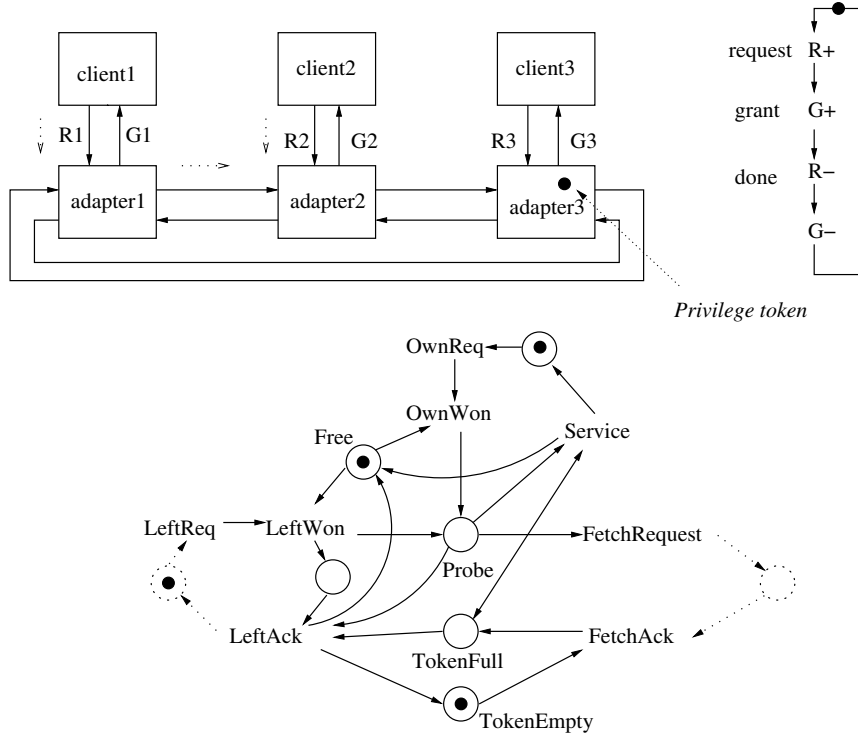 client1
client2
client3
request R+
grant G+
done R−
G−
R1 G1
R2 G2
R3 G3
adapter1
adapter2
adapter3
Privilege token
OwnReq
OwnWon
Free
Service
LeftReq
LeftWon
FetchRequest
Probe
LeftAck
TokenFull
FetchAck
TokenEmpty